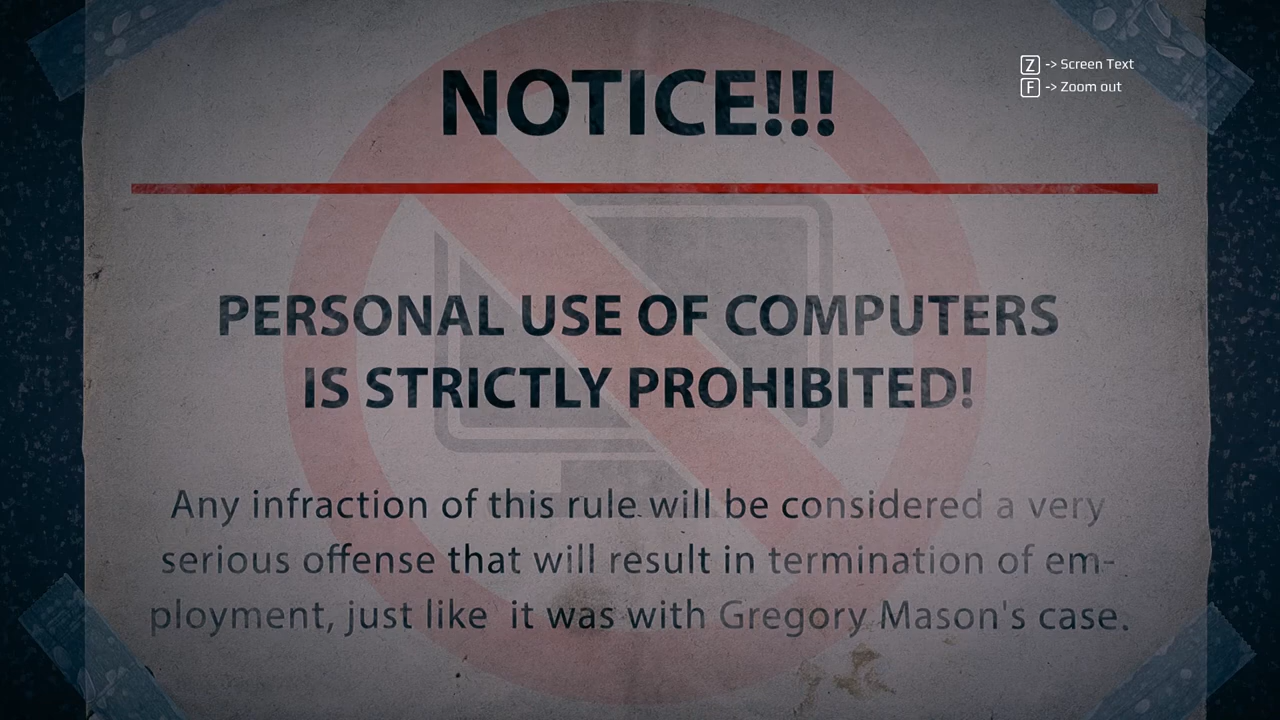 NOTICE!!!
Z -> Screen Text
F -> Zoom out
PERSONAL USE OF COMPUTERS
IS STRICTLY PROHIBITED!
Any infraction of this rule will be considered a very
serious offense that will result in termination of em-
ployment, just like it was with Gregory Mason's case.